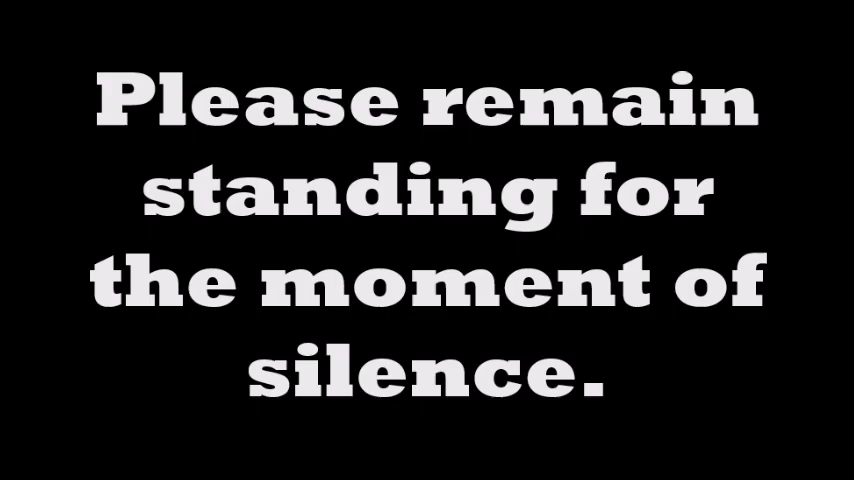 Please remain
standing for
the moment of
silence.